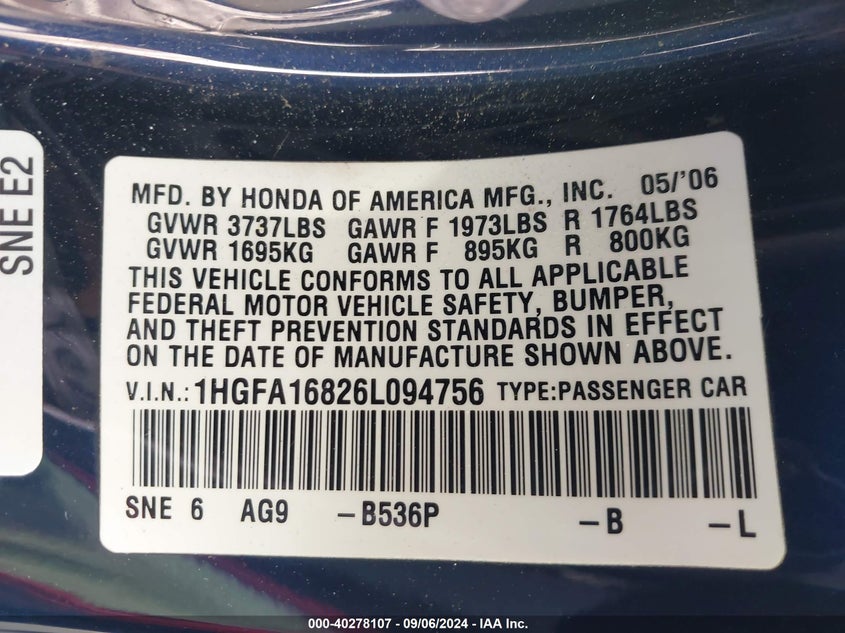 SNE E2
MFD. BY HONDA OF AMERICA MFG., INC. 05/'06
GVWR 3737LBS GAWR F 1973LBS R 1764LBS
GVWR 1695KG GAWR F 895KG R 800KG
THIS VEHICLE CONFORMS TO ALL APPLICABLE
FEDERAL MOTOR VEHICLE SAFETY, BUMPER,
AND THEFT PREVENTION STANDARDS IN EFFECT
ON THE DATE OF MANUFACTURE SHOWN ABOVE.
V.I.N.: 1HGFA16826L094756 TYPE:PASSENGER CAR
SNE 6 AG9 –B536P –B –L
000-40278107 - 09/06/2024 - IAA Inc.